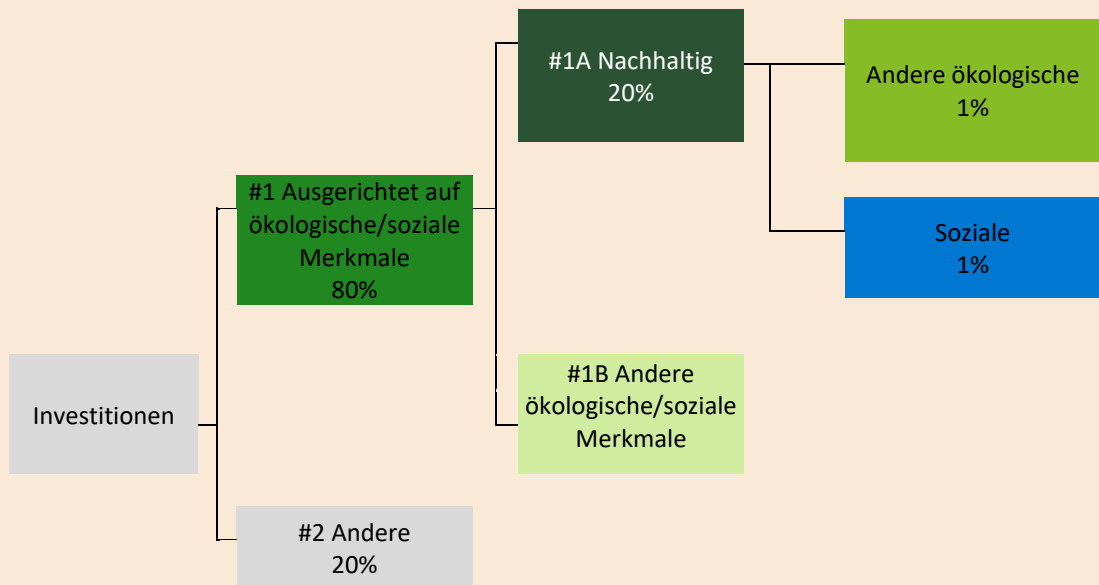 #1A Nachhaltig
20%
Andere ökologische
1%
#1 Ausgerichtet auf
ökologische/soziale
Merkmale
80%
Soziale
1%
Investitionen
#1B Andere
ökologische/soziale
Merkmale
#2 Andere
20%